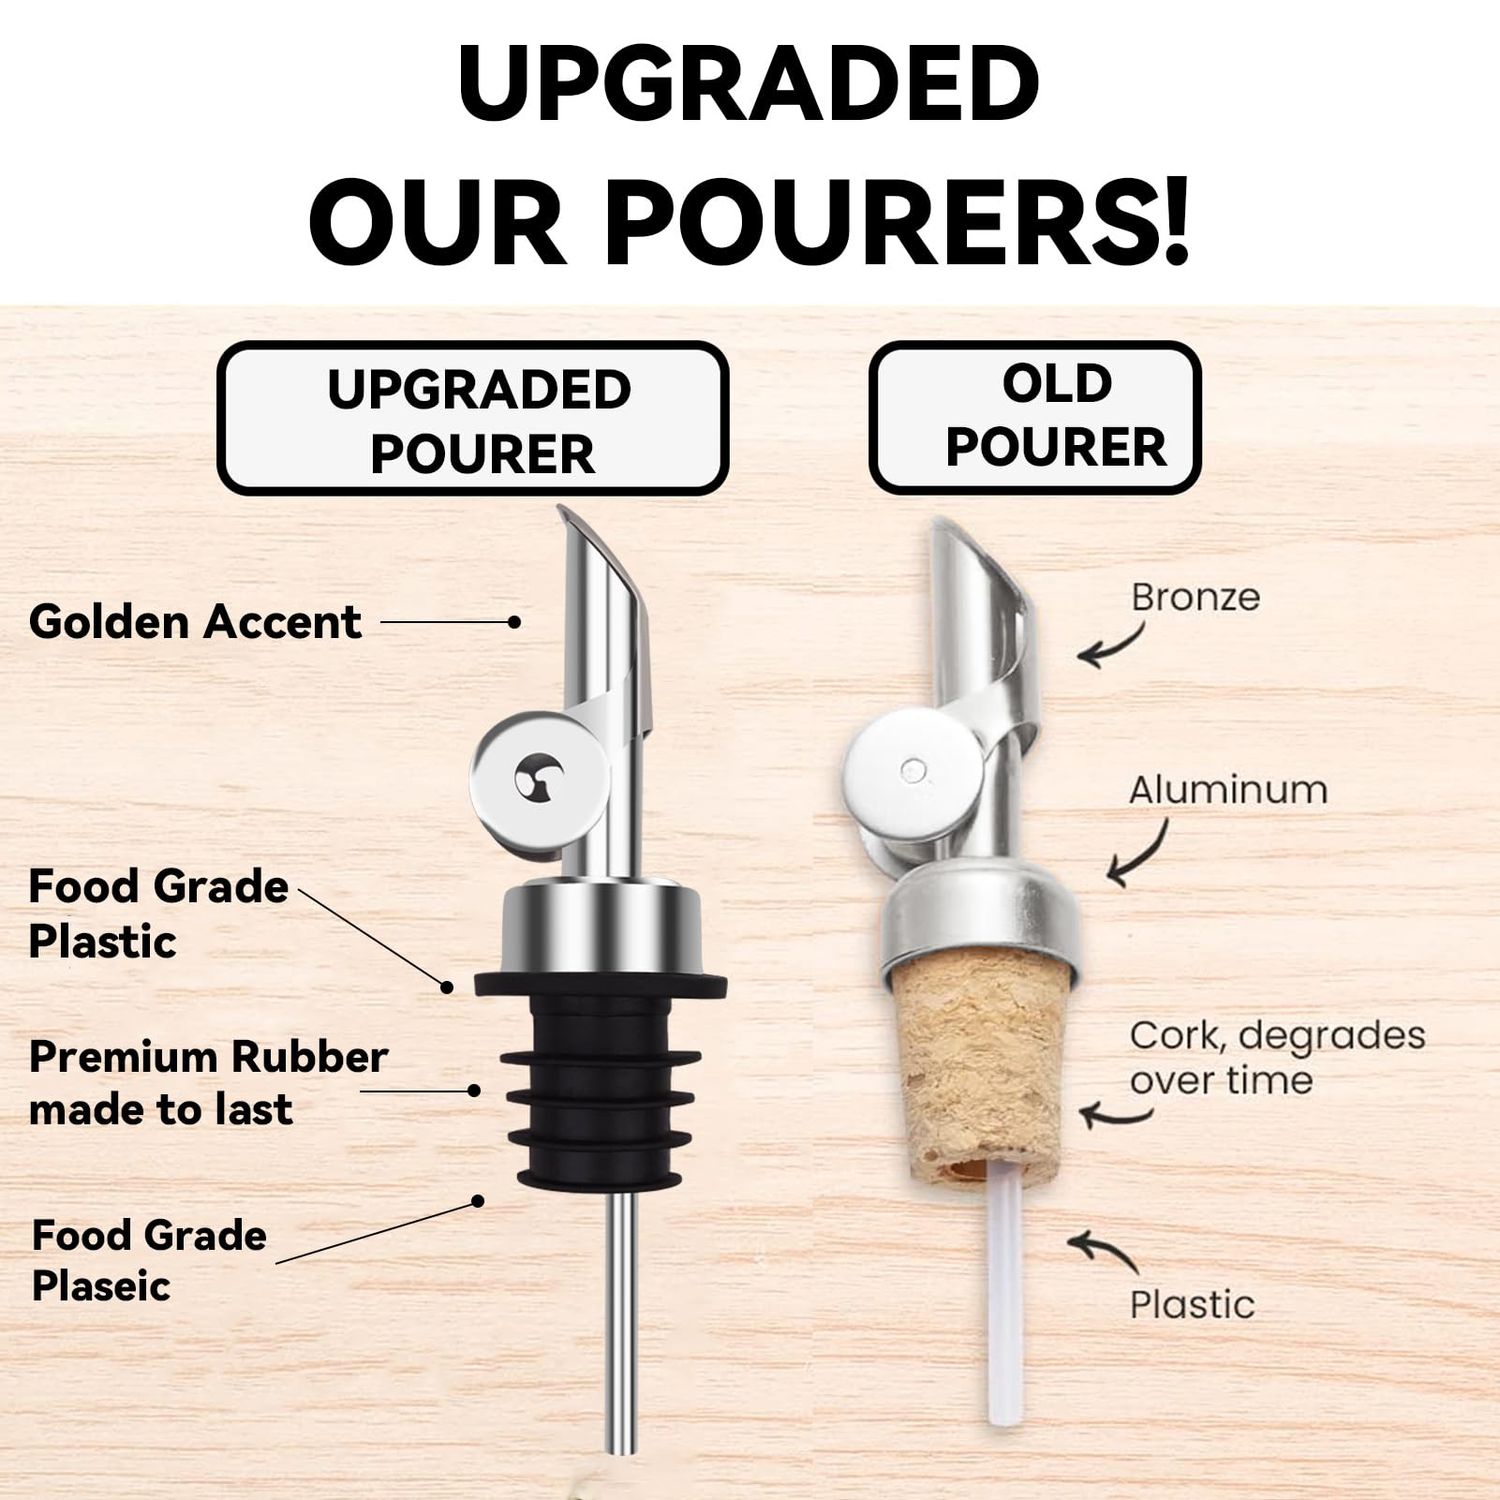 UPGRADED
OUR POURERS!
UPGRADED
POURER
OLD
POURER
Golden Accent
Food Grade
Plastic
Premium Rubber
made to last
Food Grade
Plaseic
Bronze
Aluminum
Cork, degrades
over time
Plastic